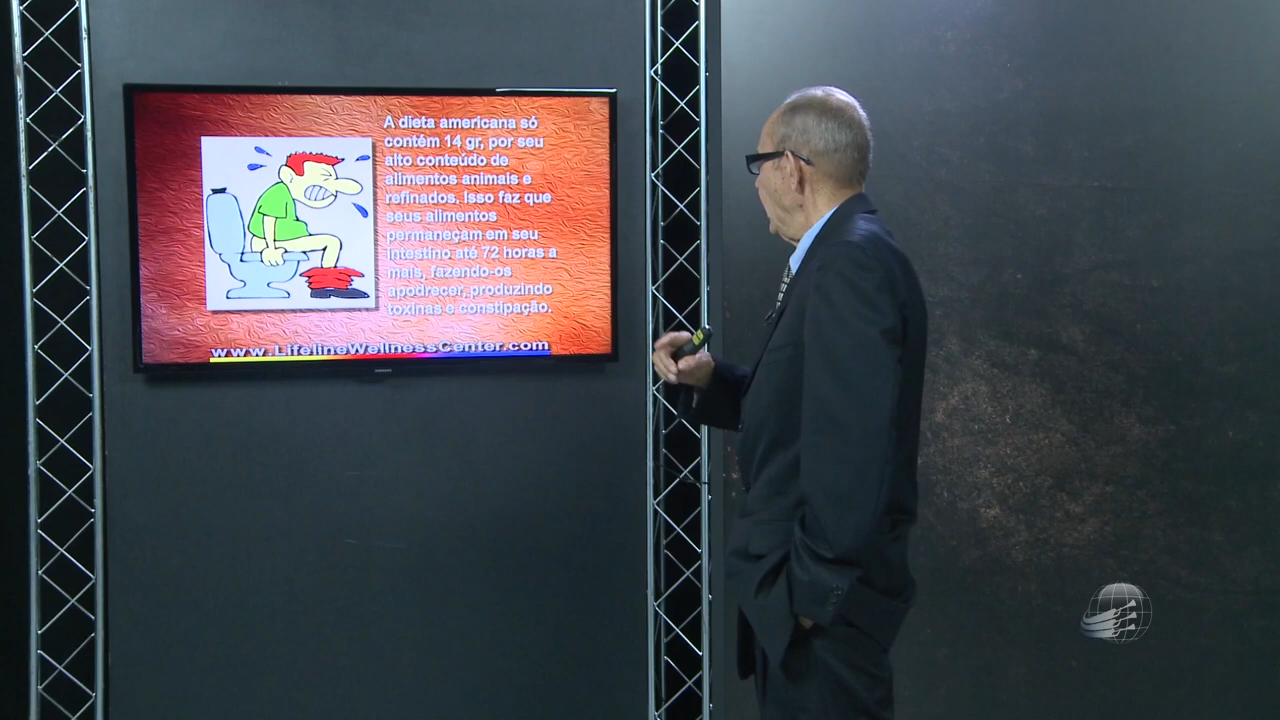 A dieta americana só
contém 14 gr, por seu
alto conteúdo de
alimentos animais e
refinados. Isso faz que
seus alimentos
permaneçam em seu
intestino até 72 horas a
mais, fazendo-os
apodrecer, produzindo
toxinas e constipação.
www.LifelineWellnessCenter.com
SAMSUNG